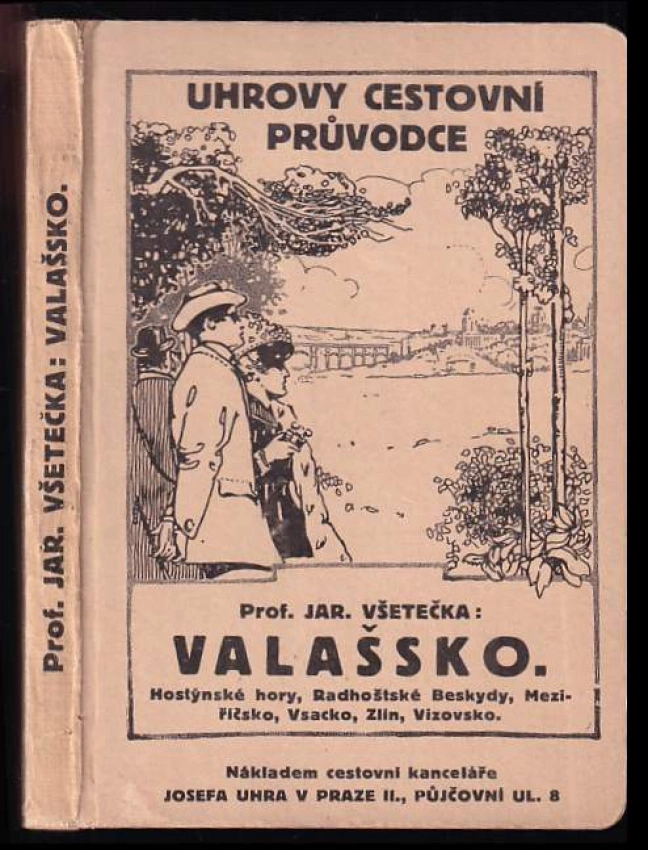 UHROVY CESTOVNÍ
PRŮVODCE
Prof. JAR. VŠETEČKA:
VALAŠSKO.
Hostýnské hory, Radhoštské Beskydy, Mezi-
říčsko, Vsacko, Zlín, Vizovsko.
Nákladem cestovní kanceláře
JOSEFA UHRA V PRAZE II., PŮJČOVNÍ UL. 8
Prof. JAR. VŠETEČKA: VALAŠSKO.